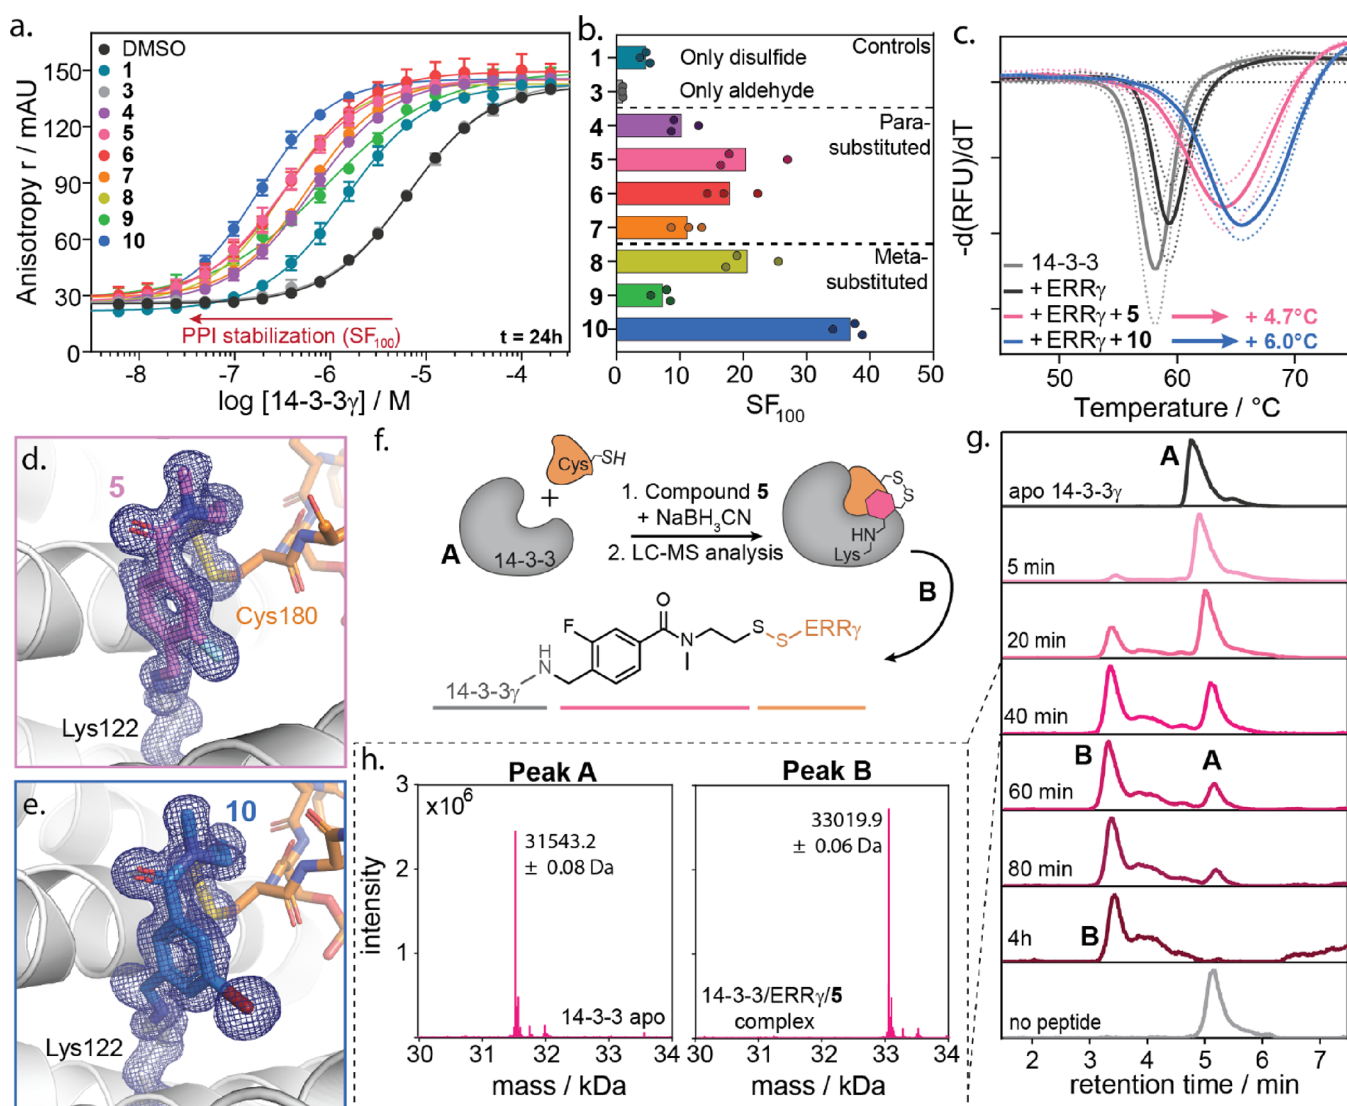 a.
Anisotropy r / mAU
150
120
90
60
30
0
DMSO
1
3
4
5
6
7
8
9
10
PPI stabilization (SF100)
t = 24h
-8
-7
-6
-5
-4
log [14-3-3γ] / M
b.
1
3
4
5
6
7
8
9
10
Only disulfide
Only aldehyde
Controls
Para-
substituted
Meta-
substituted
0
10
20
30
40
50
SF100
c.
-d(RFU)/dT
14-3-3
+ ERRγ
+ ERRγ + 5
+ 4.7°C
+ ERRγ + 10
+ 6.0°C
50
60
70
Temperature / °C
d.
5
Cys180
Lys122
e.
10
Lys122
f.
Cys
SH
+
A
14-3-3
1. Compound 5
+ NaBH3CN
2. LC-MS analysis
S
S
HN
Lys
B
O
F
H
N
N
S
S
ERRγ
14-3-3γ
g.
A
apo 14-3-3γ
5 min
20 min
40 min
B
A
60 min
80 min
B
4h
no peptide
2
3
4
5
6
7
retention time / min
h.
Peak A
Peak B
3
2
1
x10^6
intensity
31543.2
± 0.08 Da
14-3-3 apo
30
31
32
33
34
mass / kDa
33019.9
± 0.06 Da
14-3-3/ERRγ/5
complex
30
31
32
33
34
mass / kDa